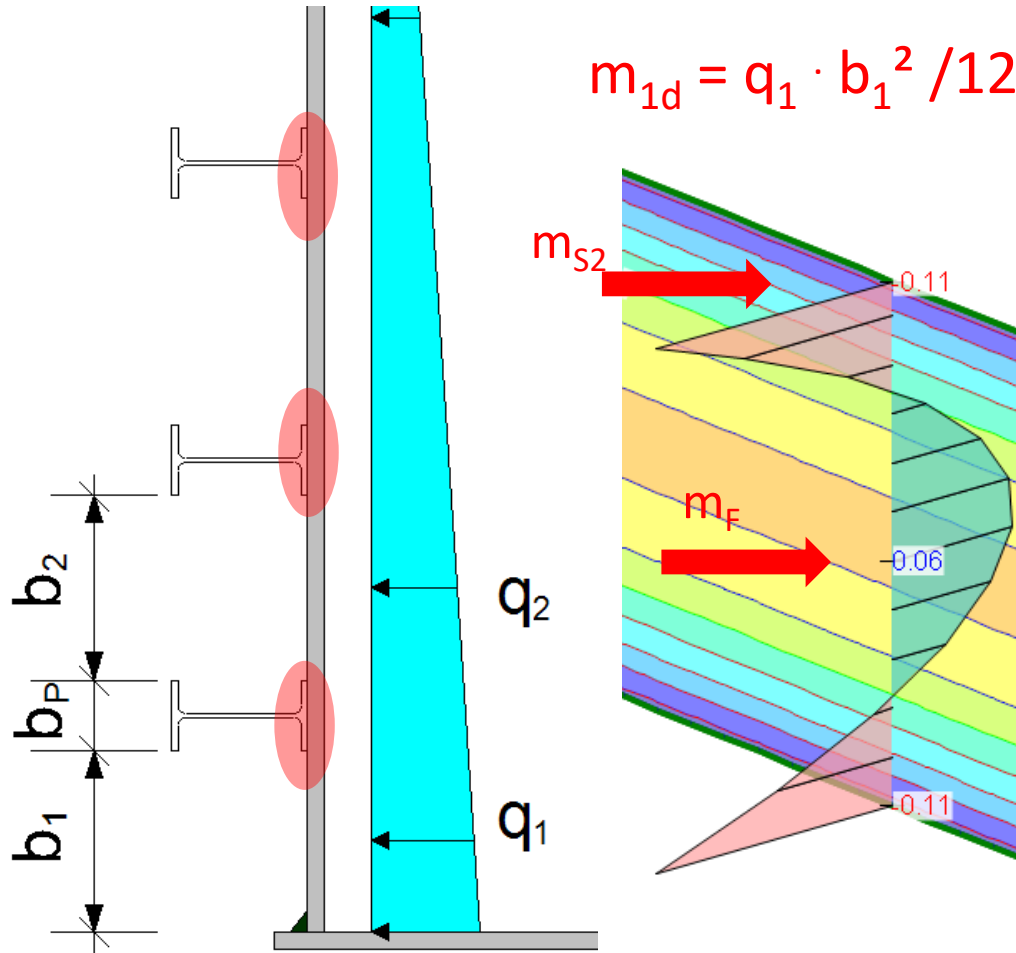 m1d = q1 · b1² /12
mS2
-0.11
mF
0.06
b2
q2
bP
b1
q1
-0.11